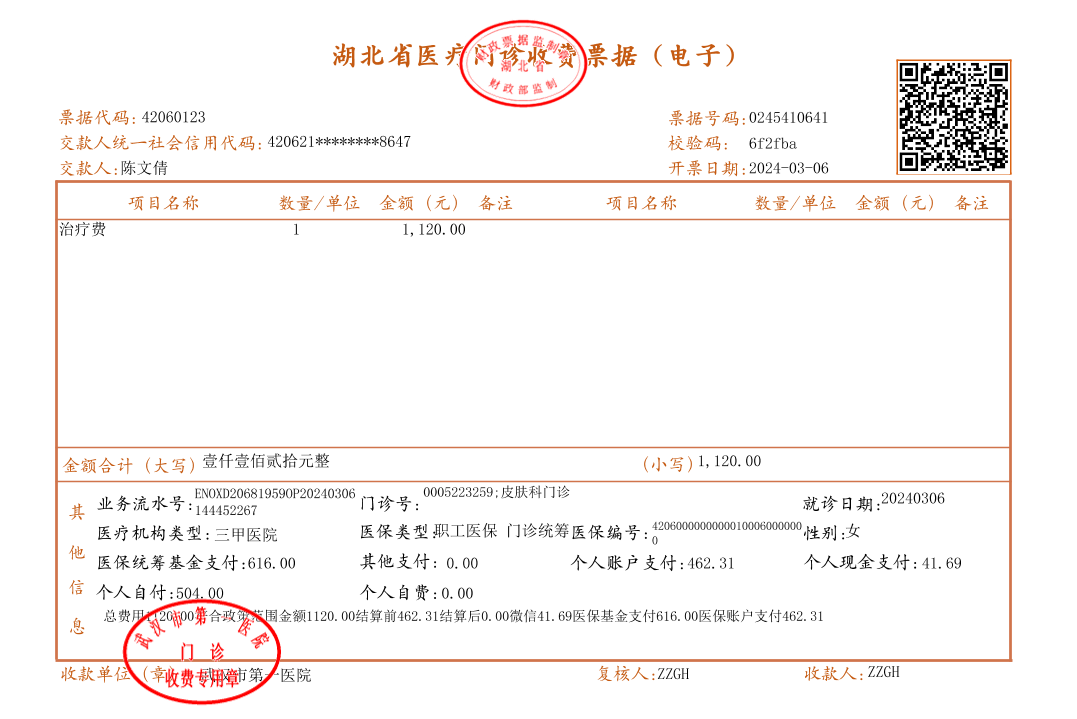 湖北省医疗门诊收费票据（电子）
财政票据监制章
湖北省
财政部监制
票据代码: 42060123
票据号码:0245410641
交款人统一社会信用代码: 420621********8647
校验码: 6f2fba
交款人:陈文倩
开票日期:2024-03-06
项目名称 数量/单位 金额（元） 备注 项目名称 数量/单位 金额（元） 备注
治疗费 1 1,120.00
金额合计（大写）壹仟壹佰贰拾元整 （小写）1,120.00
其他信息
业务流水号:ENOXD206819590P20240306144452267 门诊号: 0005223259;皮肤科门诊 就诊日期:20240306
医疗机构类型: 三甲医院 医保类型:职工医保 门诊统筹 医保编号:4206000000000010006000000 0 性别:女
医保统筹基金支付:616.00 其他支付: 0.00 个人账户支付:462.31 个人现金支付:41.69
个人自付:504.00 个人自费:0.00
总费用1120.00符合政策范围金额1120.00结算前462.31结算后0.00微信41.69医保基金支付616.00医保账户支付462.31
武汉市第一医院
门诊
收费专用章
收款单位（章）: 武汉市第一医院 复核人:ZZGH 收款人:ZZGH